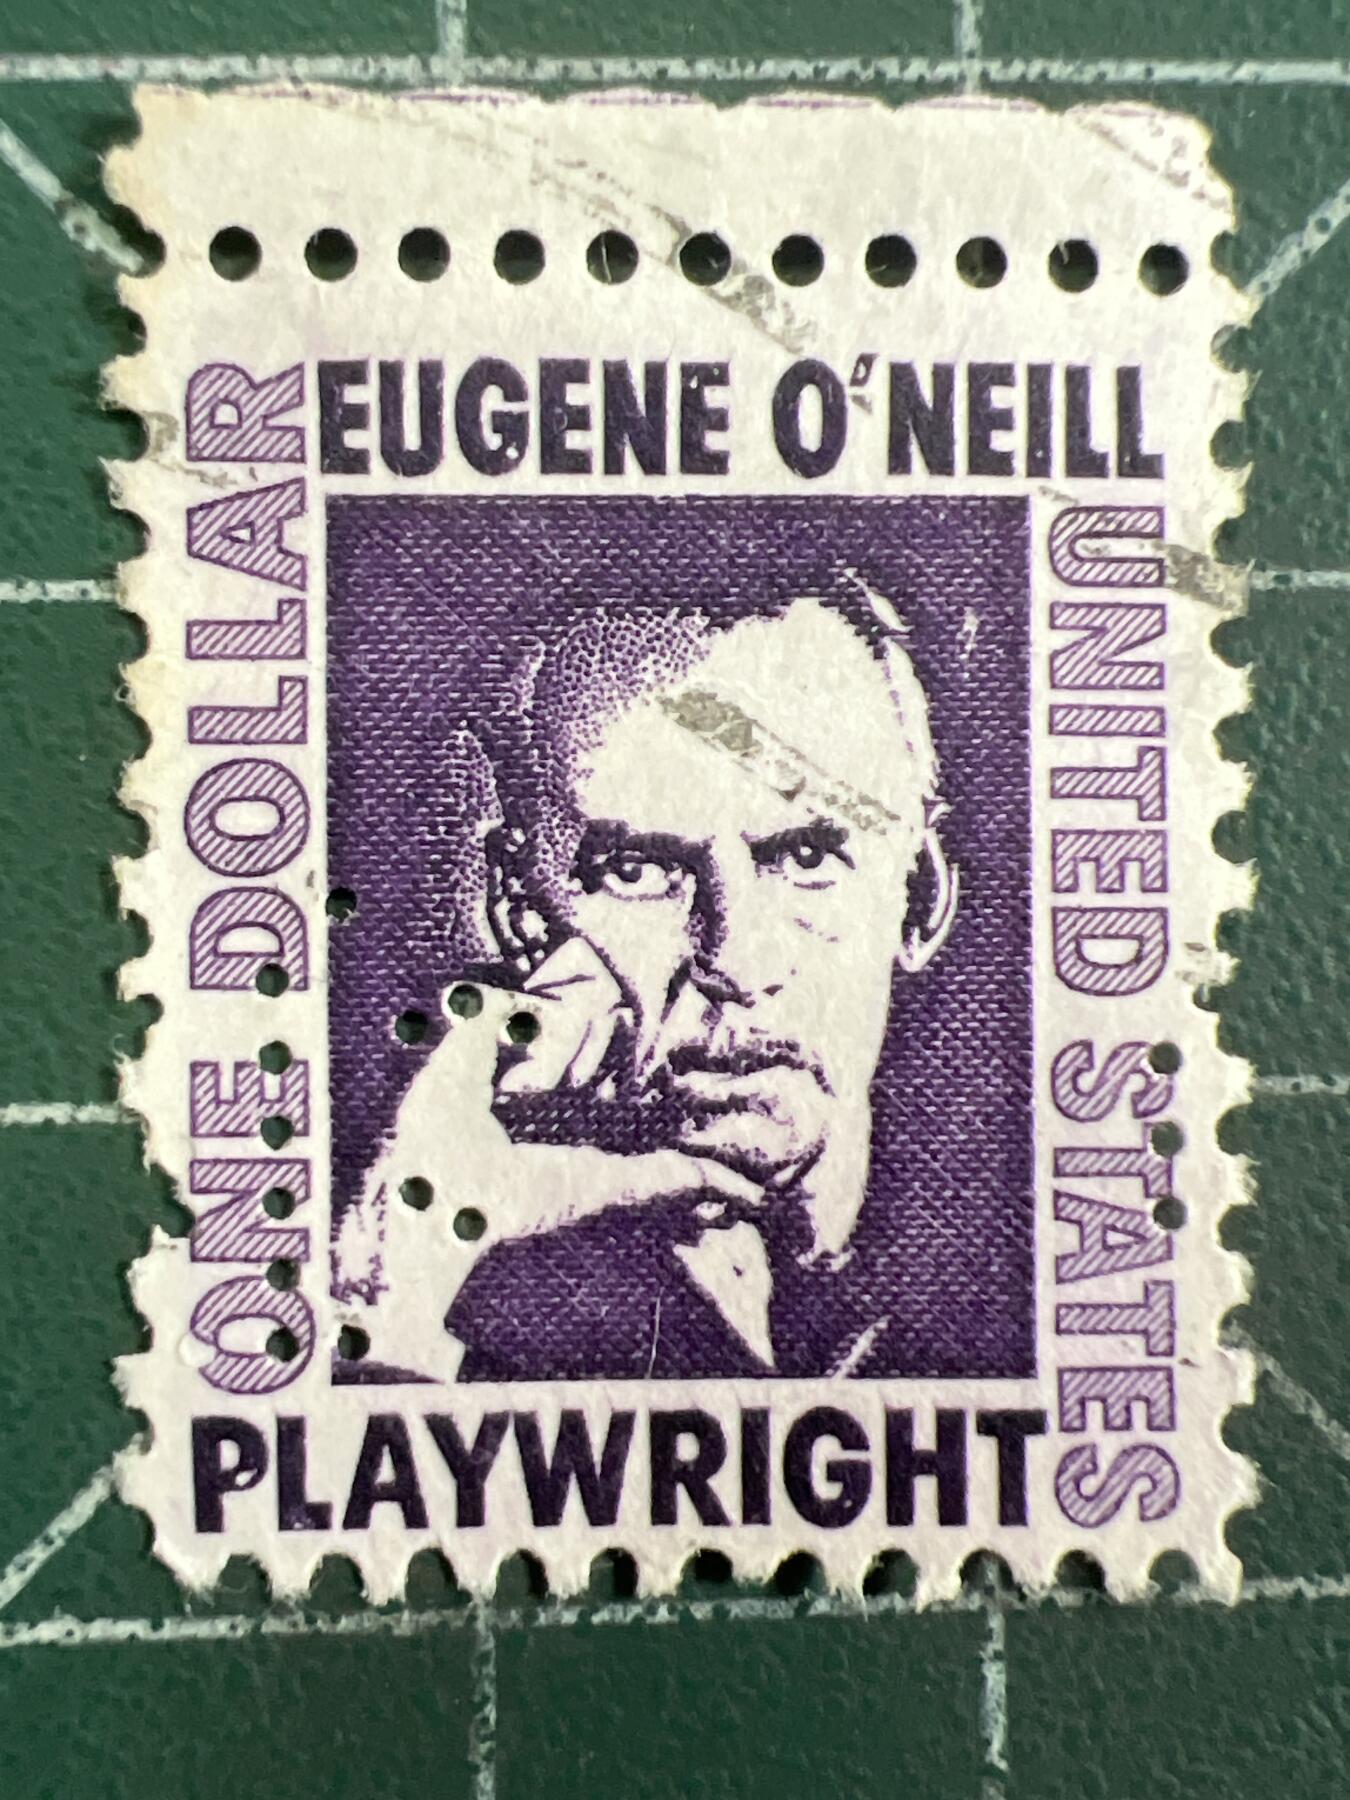 EUGENE O'NEILL
ONE DOLLAR
UNITED STATES
PLAYWRIGHT